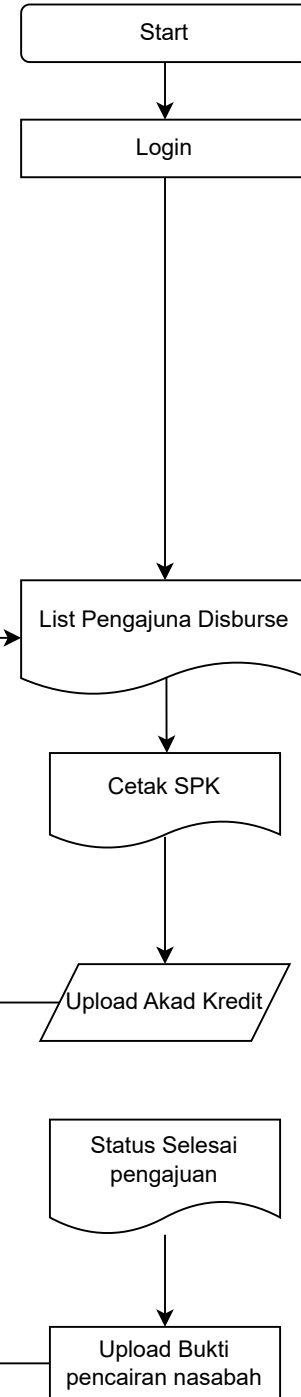 Start
Login
List Pengajuna Disburse
Cetak SPK
Upload Akad Kredit
Status Selesai
pengajuan
Upload Bukti
pencairan nasabah